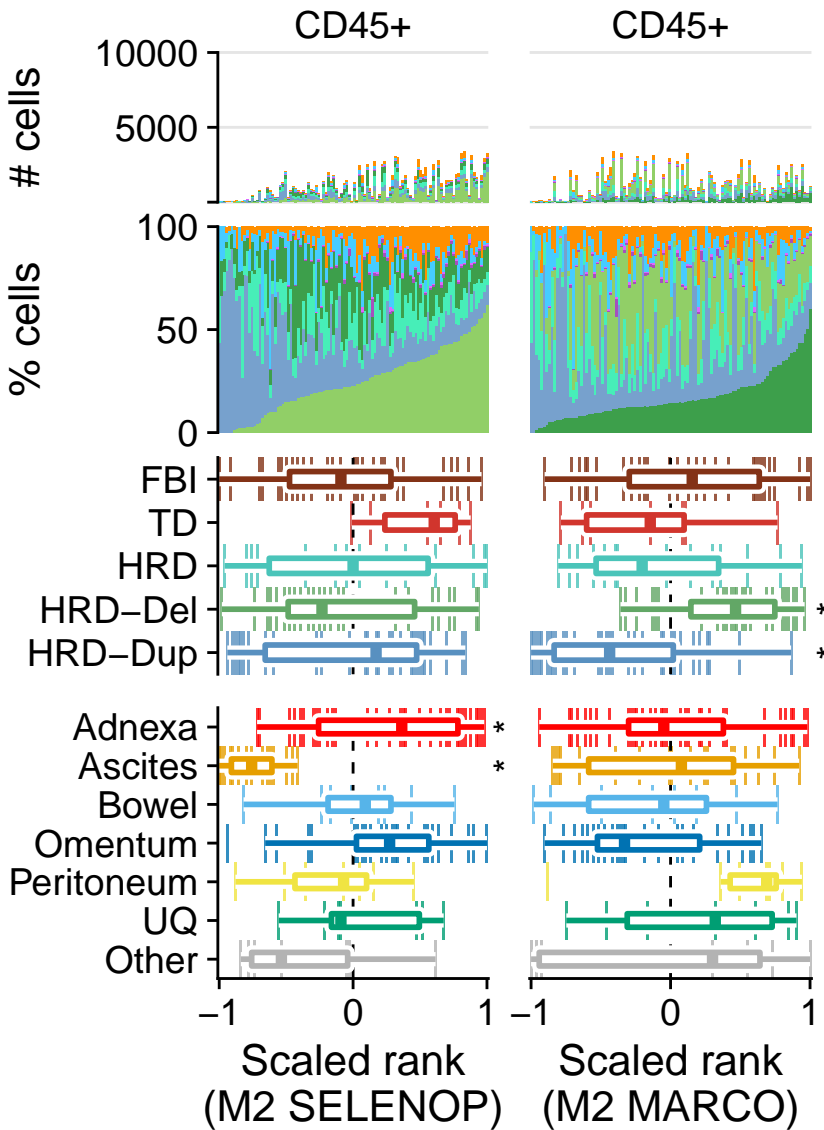 CD45+ CD45+
10000
5000
# cells
100
50
0
% cells
FBI
TD
HRD
HRD−Del *
HRD−Dup *
Adnexa *
Ascites *
Bowel
Omentum
Peritoneum
UQ
Other
−1 0 1 −1 0 1
Scaled rank Scaled rank
(M2 SELENOP) (M2 MARCO)